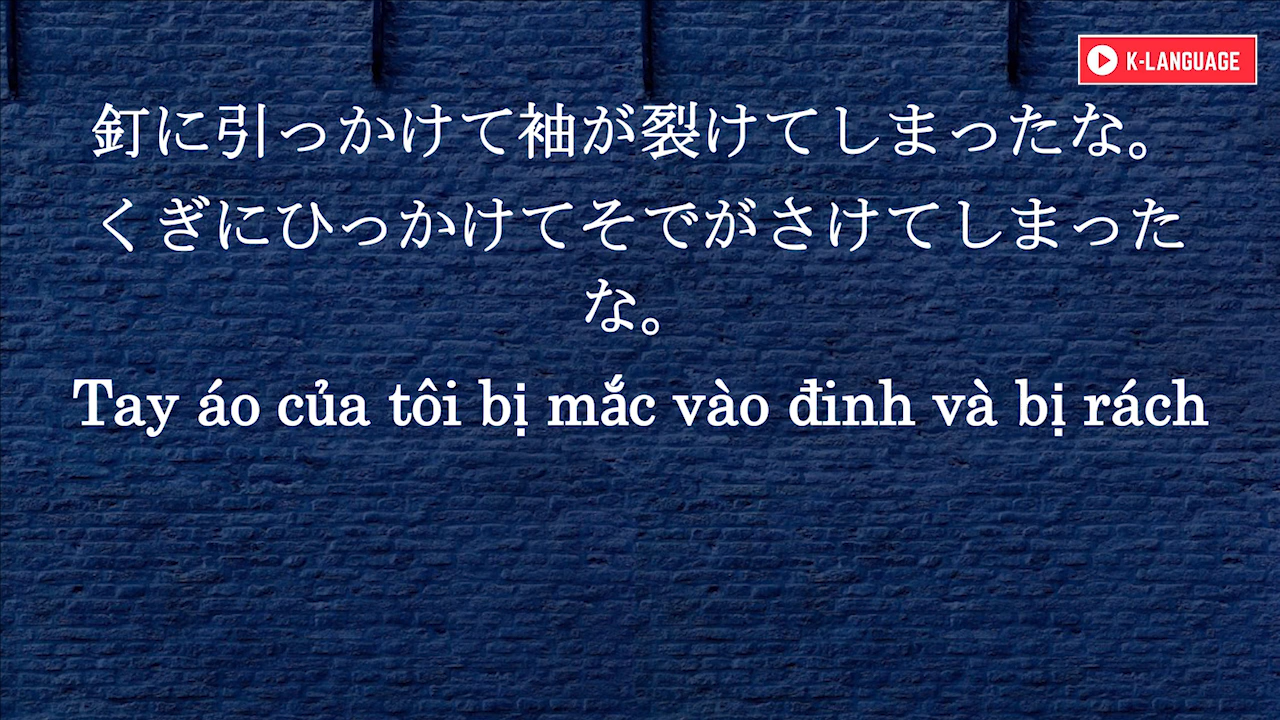 K-LANGUAGE
釘に引っかけて袖が裂けてしまったな。
くぎにひっかけてそでがさけてしまった
な。
Tay áo của tôi bị mắc vào đinh và bị rách